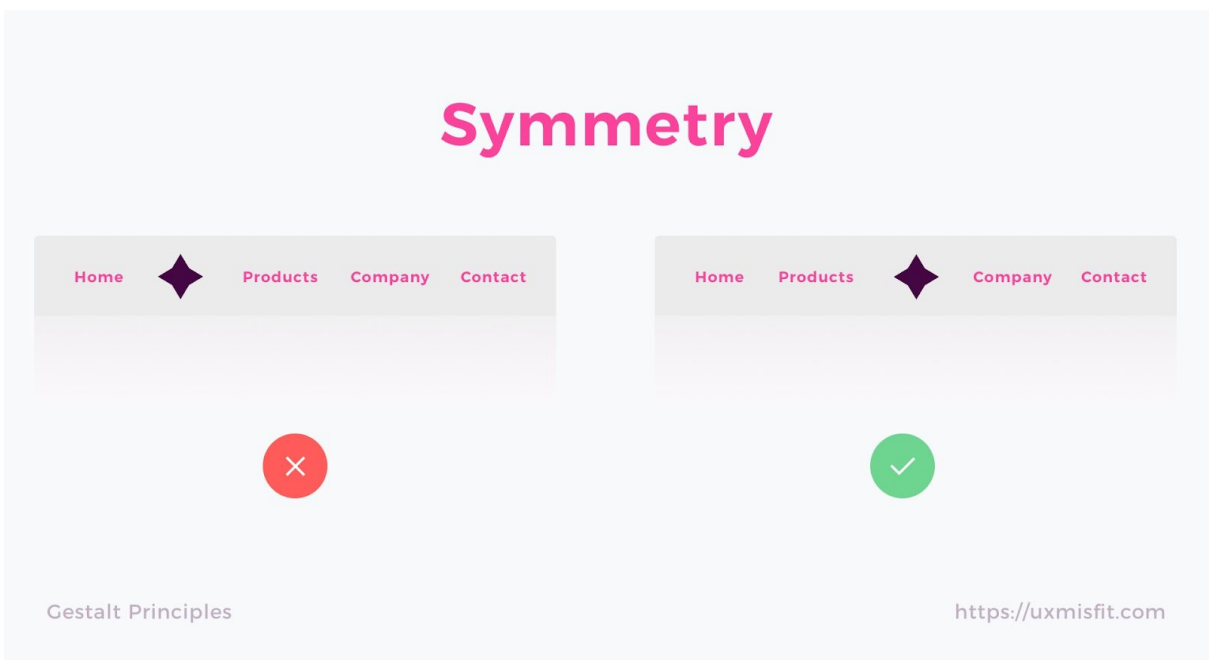 Symmetry
Home Products Company Contact
Home Products Company Contact
Gestalt Principles
https://uxmisfit.com